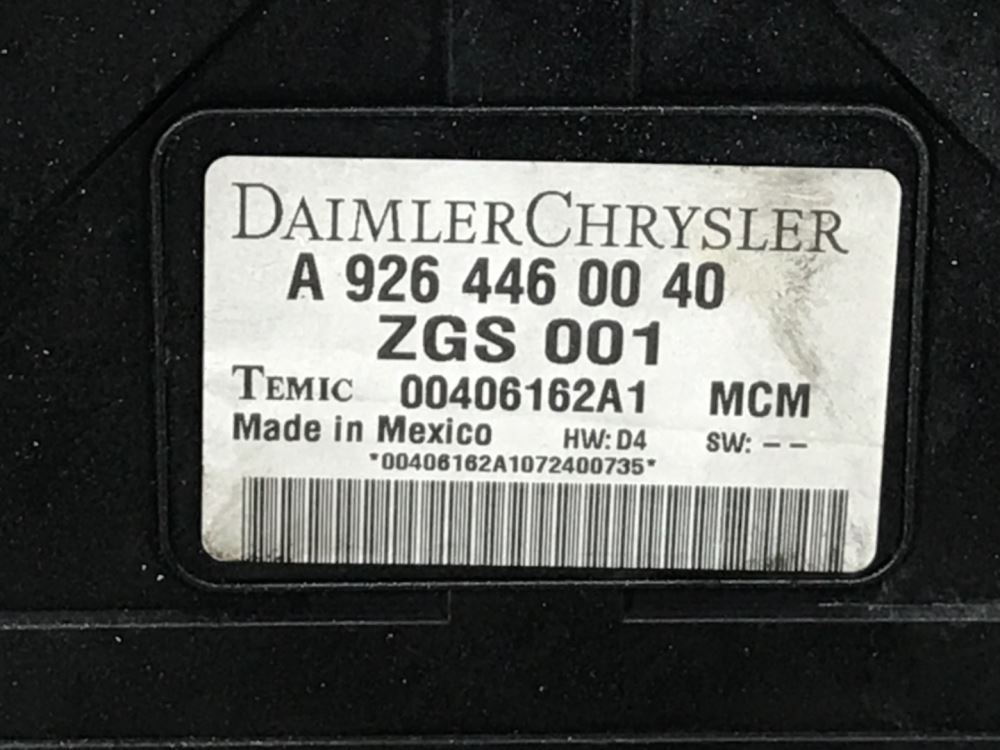 DAIMLERCHRYSLER
A 926 446 00 40
ZGS 001
TEMIC 00406162A1 MCM
Made in Mexico HW: D4 SW: – –
*00406162A1072400735*